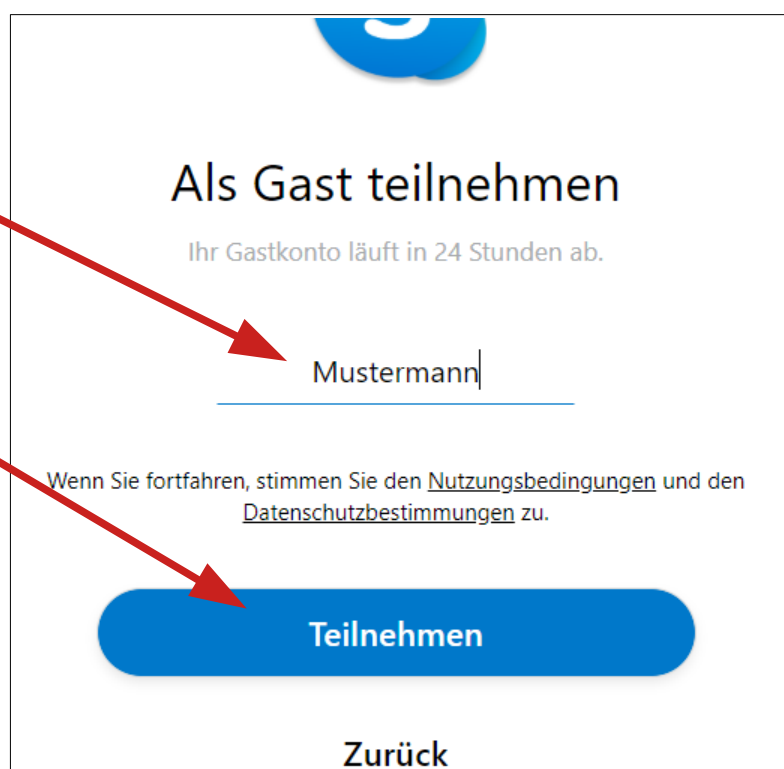 Als Gast teilnehmen
Ihr Gastkonto läuft in 24 Stunden ab.
Mustermann
Wenn Sie fortfahren, stimmen Sie den Nutzungsbedingungen und den
Datenschutzbestimmungen zu.
Teilnehmen
Zurück